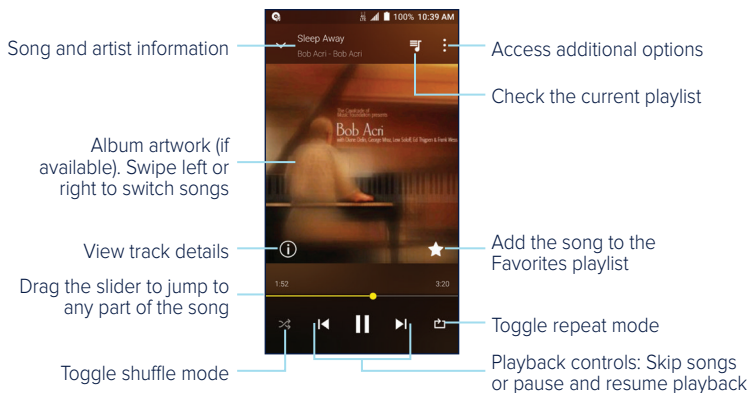 100% 10:39 AM
Sleep Away
Bob Acri - Bob Acri
Song and artist information
Access additional options
Check the current playlist
Bob Acri
Album artwork (if
available). Swipe left or
right to switch songs
View track details
Add the song to the
Favorites playlist
Drag the slider to jump to
any part of the song
1:52
3:20
Toggle repeat mode
Toggle shuffle mode
Playback controls: Skip songs
or pause and resume playback